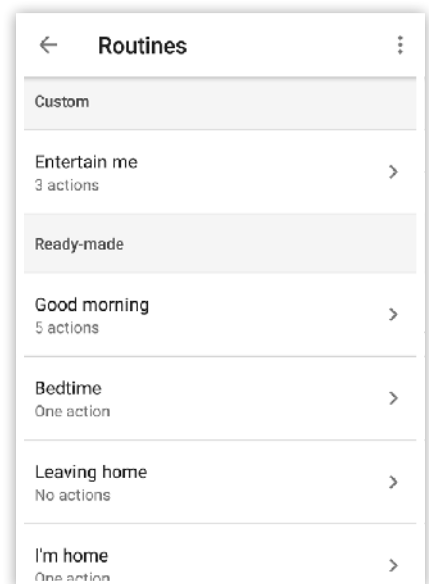 Routines
Custom
Entertain me
3 actions
Ready-made
Good morning
5 actions
Bedtime
One action
Leaving home
No actions
I'm home
One action